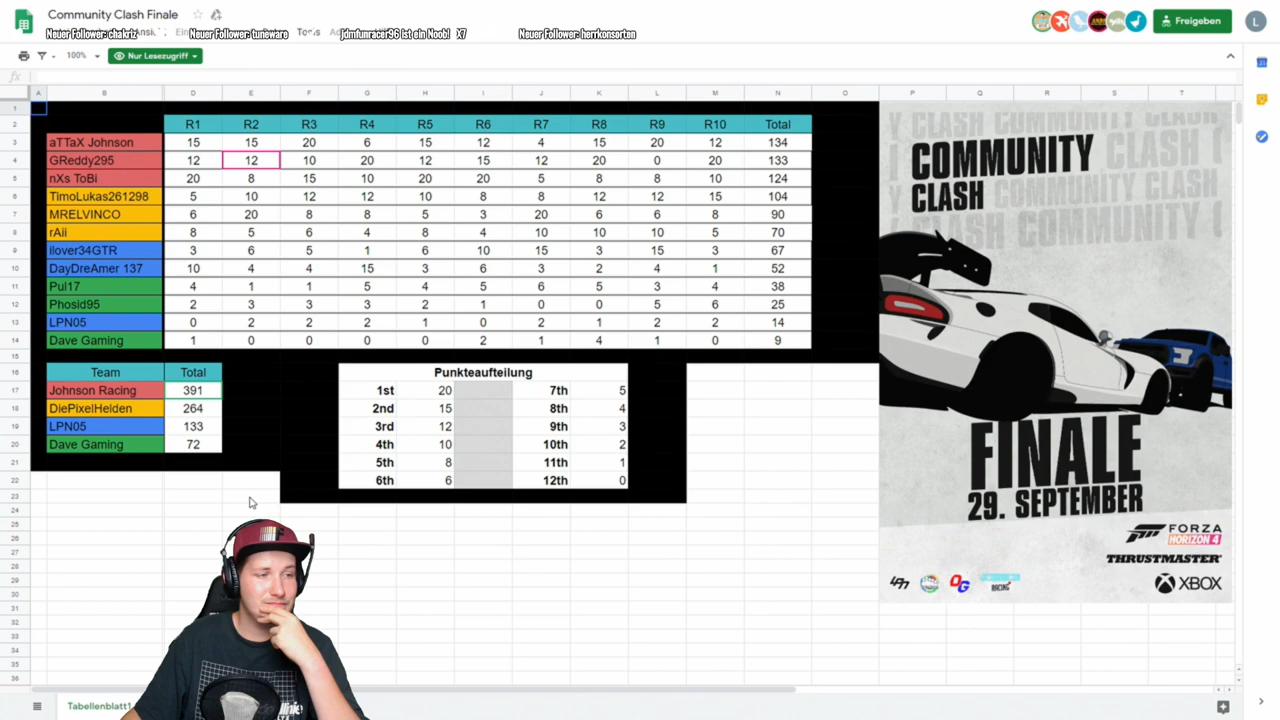 Community Clash Finale
Neuer Follower: chakrtz
Neuer Follower: tuneware
Tools
jdmfunracer36 ist ein Noob! X7
Neuer Follower: herrkonsorten
Freigeben
L
100%
Nur Lesezugriff
fx
A B D E F G H I J K L M N O P Q R S T
R1 R2 R3 R4 R5 R6 R7 R8 R9 R10 Total
aTTaX Johnson 15 15 20 6 15 12 4 15 20 12 134
GReddy295 12 12 10 20 12 15 12 20 0 20 133
nXs ToBi 20 8 15 10 20 20 5 8 8 10 124
TimoLukas261298 5 10 12 12 10 8 8 12 12 15 104
MRELVINCO 6 20 8 8 5 3 20 6 6 8 90
rAii 8 5 6 4 8 4 10 10 10 5 70
ilover34GTR 3 6 5 1 6 10 15 3 15 3 67
DayDreAmer 137 10 4 4 15 3 6 3 2 4 1 52
Pul17 4 1 1 5 4 5 6 5 3 4 38
Phosid95 2 3 3 3 2 1 0 0 5 6 25
LPN05 0 2 2 2 1 0 2 1 2 2 14
Dave Gaming 1 0 0 0 0 2 1 4 1 0 9
Team Total
Johnson Racing 391
DiePixelHelden 264
LPN05 133
Dave Gaming 72
Punkteaufteilung
1st 20 7th 5
2nd 15 8th 4
3rd 12 9th 3
4th 10 10th 2
5th 8 11th 1
6th 6 12th 0
COMMUNITY
CLASH
FINALE
29. SEPTEMBER
FORZA
HORIZON 4
THRUSTMASTER
XBOX
RACING
Tabellenblatt1